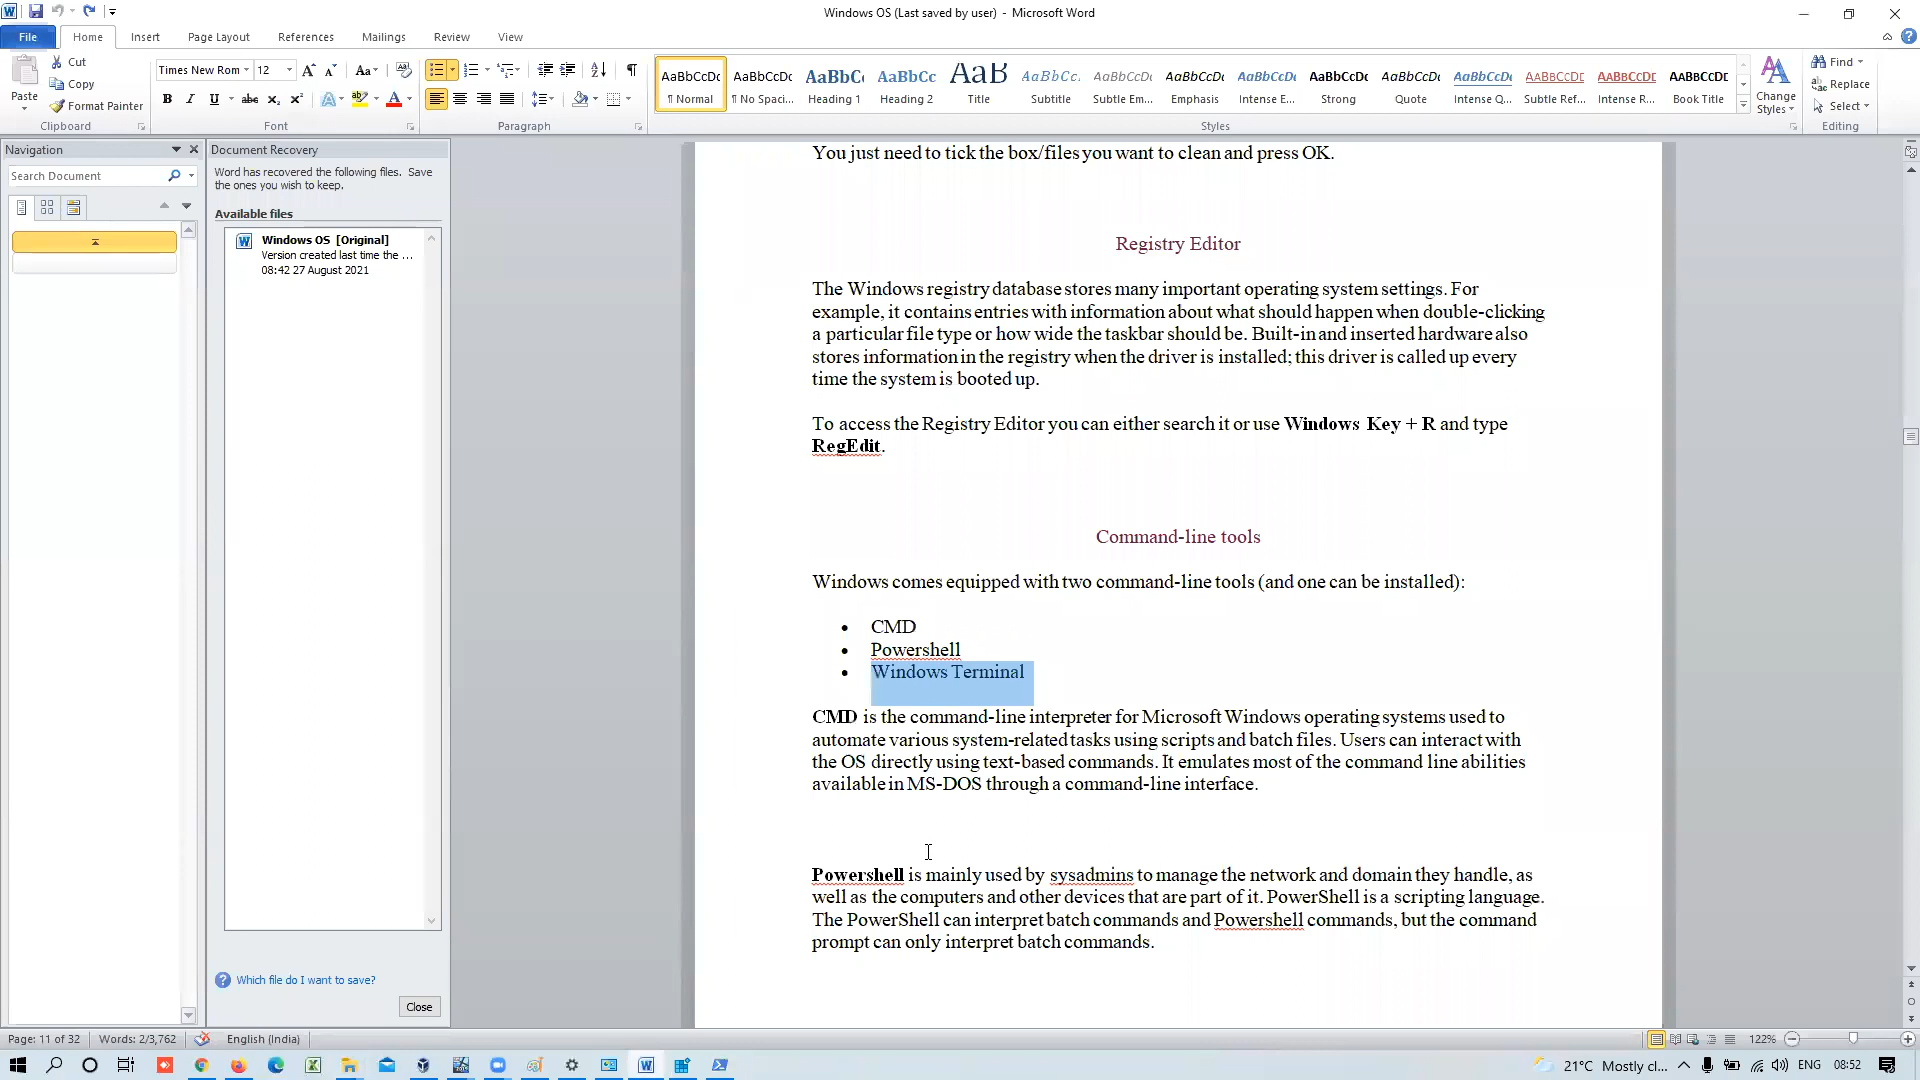 Windows OS (Last saved by user) - Microsoft Word
File Home Insert Page Layout References Mailings Review View
Paste
Cut
Copy
Format Painter
Clipboard
Times New Rom 12
Font
Paragraph
AaBbCcDc AaBbCcDc AaBbC AaBbCc AaB AaBbCc. AaBbCcDc AaBbCcDc AaBbCcDc AaBbCcDc AaBbCcDc AaBbCcDc AABBCCDE AABBCCDE AABBCCDE
¶ Normal ¶ No Spaci... Heading 1 Heading 2 Title Subtitle Subtle Em... Emphasis Intense E... Strong Quote Intense Q... Subtle Ref... Intense R... Book Title
Styles
Change
Styles
Find
Replace
Select
Editing
Navigation
Search Document
Document Recovery
Word has recovered the following files. Save
the ones you wish to keep.
Available files
Windows OS [Original]
Version created last time the ...
08:42 27 August 2021
Which file do I want to save?
Close
You just need to tick the box/files you want to clean and press OK.
Registry Editor
The Windows registry database stores many important operating system settings. For
example, it contains entries with information about what should happen when double-clicking
a particular file type or how wide the taskbar should be. Built-in and inserted hardware also
stores information in the registry when the driver is installed; this driver is called up every
time the system is booted up.
To access the Registry Editor you can either search it or use Windows Key + R and type
RegEdit.
Command-line tools
Windows comes equipped with two command-line tools (and one can be installed):
• CMD
• Powershell
• Windows Terminal
CMD is the command-line interpreter for Microsoft Windows operating systems used to
automate various system-related tasks using scripts and batch files. Users can interact with
the OS directly using text-based commands. It emulates most of the command line abilities
available in MS-DOS through a command-line interface.
Powershell is mainly used by sysadmins to manage the network and domain they handle, as
well as the computers and other devices that are part of it. PowerShell is a scripting language.
The PowerShell can interpret batch commands and Powershell commands, but the command
prompt can only interpret batch commands.
Page: 11 of 32 Words: 2/3,762 English (India) 122%
21°C Mostly cl... ENG 08:52